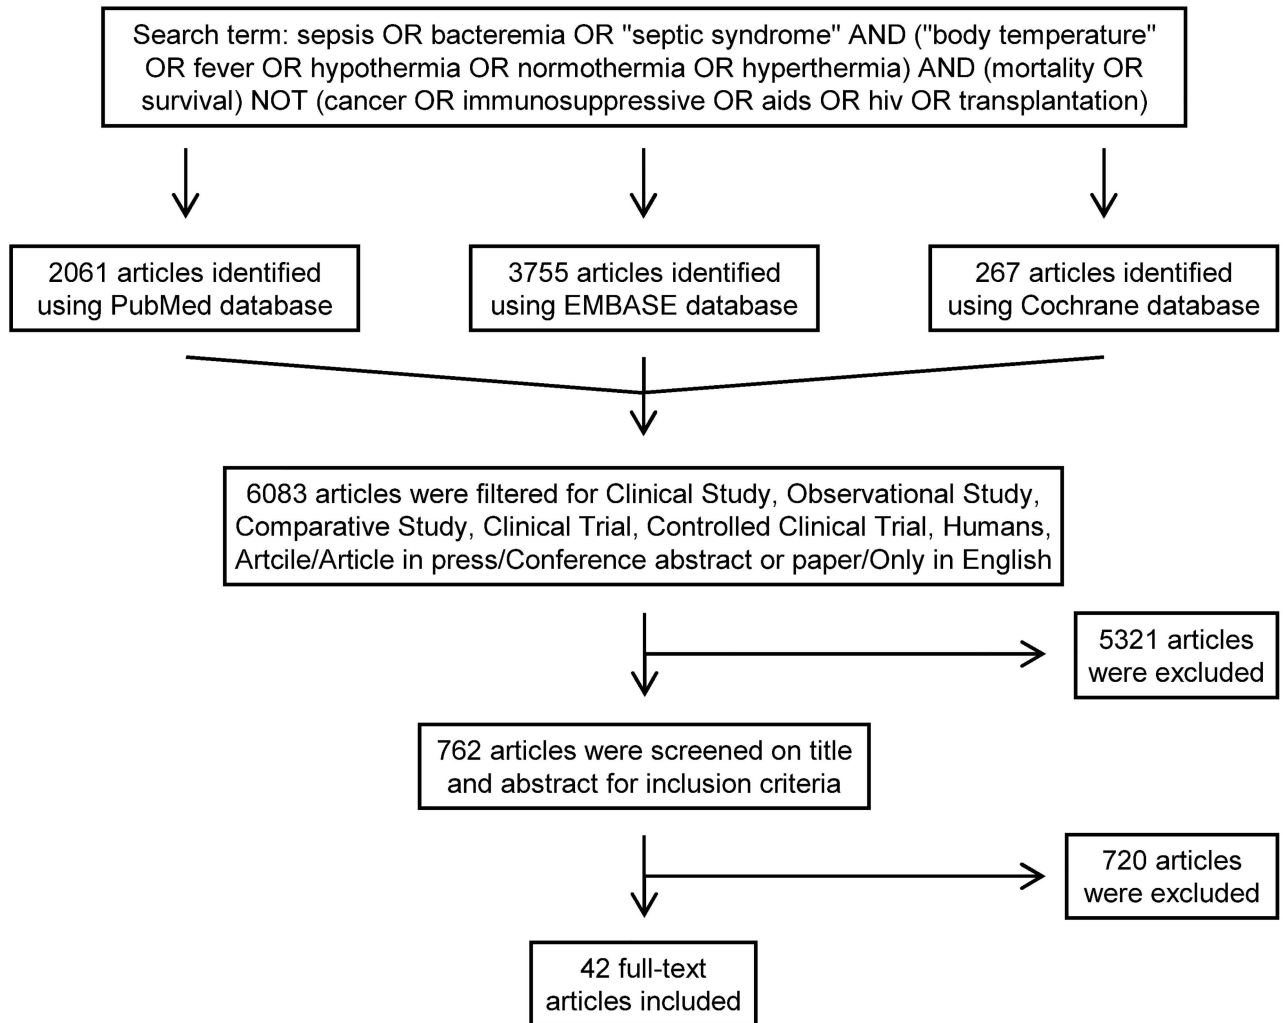 Search term: sepsis OR bacteremia OR "septic syndrome" AND ("body temperature"
OR fever OR hypothermia OR normothermia OR hyperthermia) AND (mortality OR
survival) NOT (cancer OR immunosuppressive OR aids OR hiv OR transplantation)
2061 articles identified
using PubMed database
3755 articles identified
using EMBASE database
267 articles identified
using Cochrane database
6083 articles were filtered for Clinical Study, Observational Study,
Comparative Study, Clinical Trial, Controlled Clinical Trial, Humans,
Artcile/Article in press/Conference abstract or paper/Only in English
5321 articles
were excluded
762 articles were screened on title
and abstract for inclusion criteria
720 articles
were excluded
42 full-text
articles included